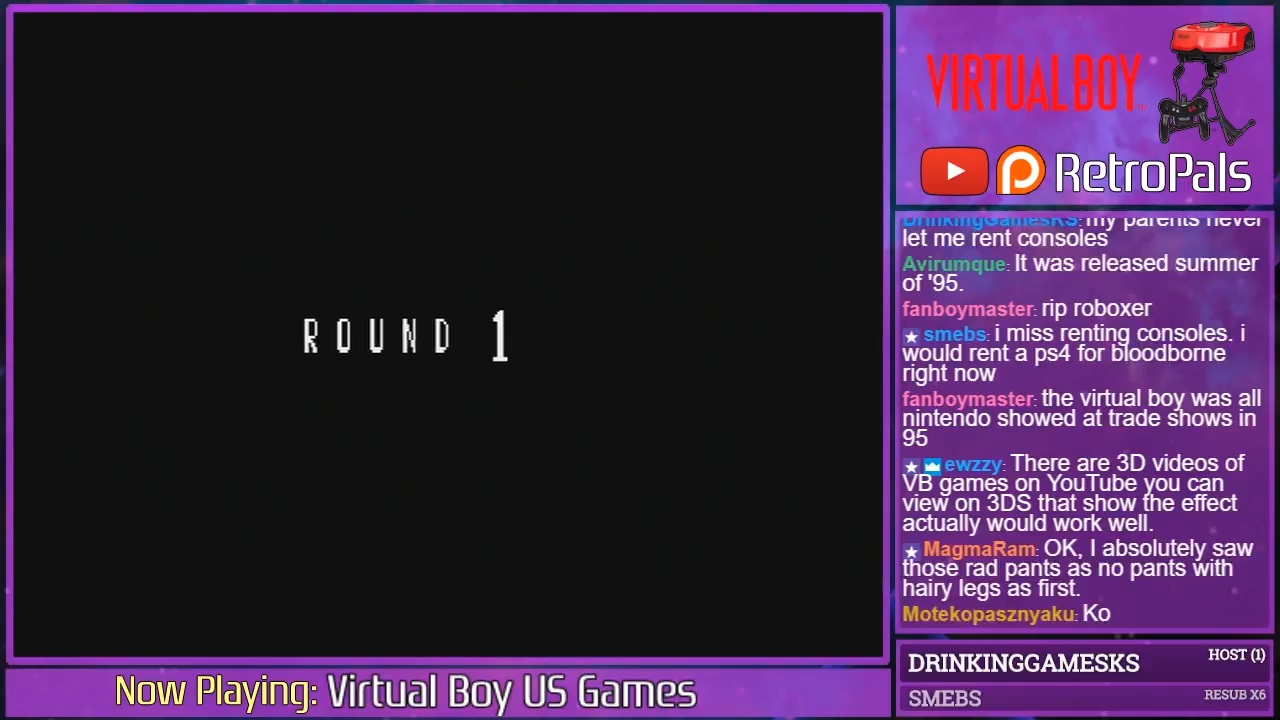 ROUND 1
VIRTUAL BOY
RetroPals
DrinkingGamesKS: my parents never
let me rent consoles
Avirumque: It was released summer
of '95.
fanboymaster: rip roboxer
smebs: i miss renting consoles. i
would rent a ps4 for bloodborne
right now
fanboymaster: the virtual boy was all
nintendo showed at trade shows in
95
ewzzy: There are 3D videos of
VB games on YouTube you can
view on 3DS that show the effect
actually would work well.
MagmaRam: OK, I absolutely saw
those rad pants as no pants with
hairy legs as first.
Motekopasznyaku: Ko
DRINKINGGAMESKS HOST (1)
SMEBS RESUB X6
Now Playing: Virtual Boy US Games